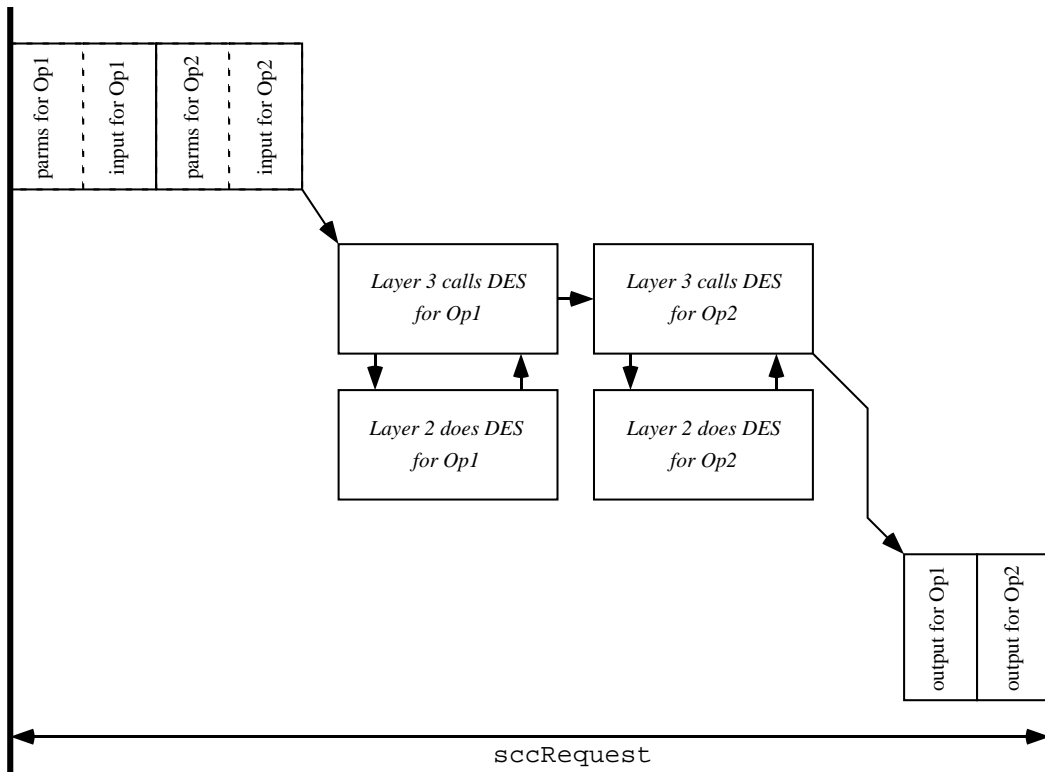 parms for Op1
input for Op1
parms for Op2
input for Op2
Layer 3 calls DES
for Op1
Layer 3 calls DES
for Op2
Layer 2 does DES
for Op1
Layer 2 does DES
for Op2
output for Op1
output for Op2
sccRequest